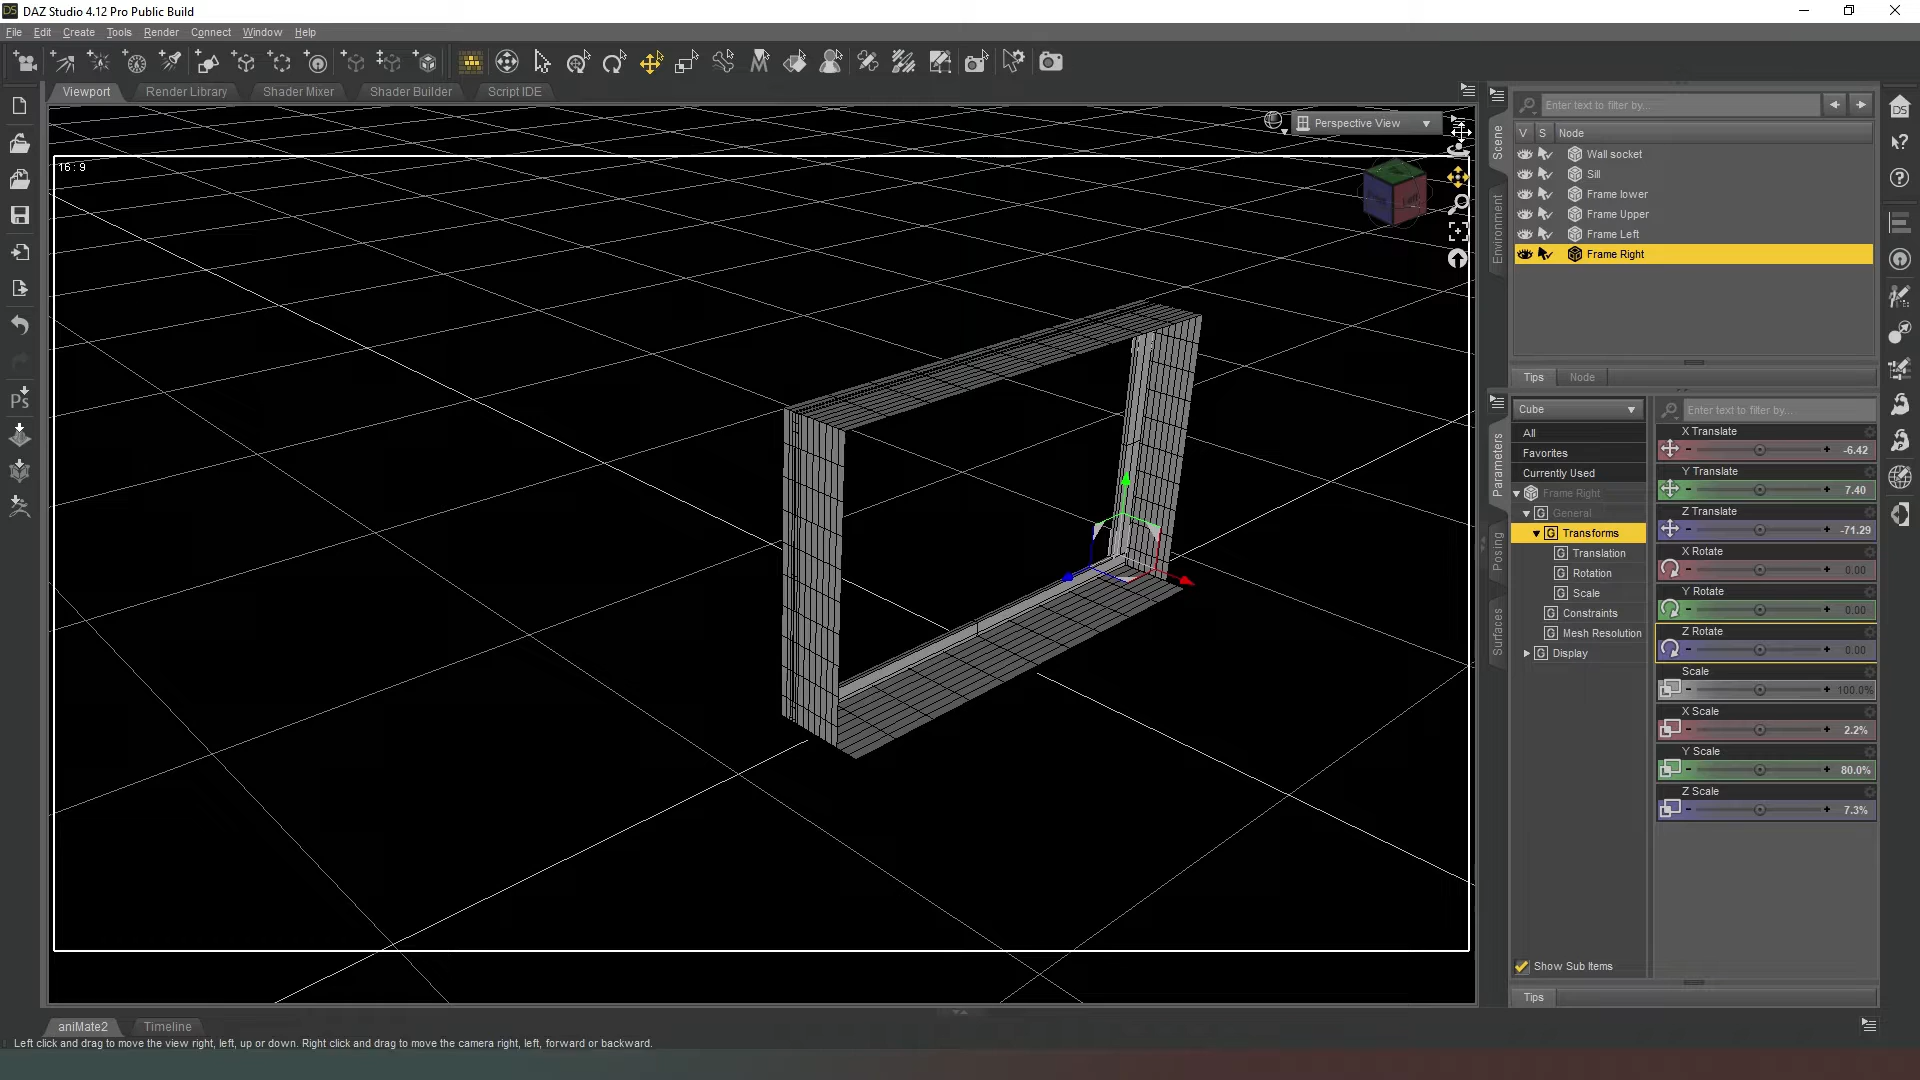 DAZ Studio 4.12 Pro Public Build
File Edit Create Tools Render Connect Window Help
Viewport Render Library Shader Mixer Shader Builder Script IDE
Perspective View
16 : 9
Enter text to filter by...
V S Node
Wall socket
Sill
Frame lower
Frame Upper
Frame Left
Frame Right
Scene
Environment
Tips Node
Parameters
Posing
Surfaces
Cube
All
Favorites
Currently Used
Frame Right
General
Transforms
Translation
Rotation
Scale
Constraints
Mesh Resolution
Display
Show Sub Items
Enter text to filter by...
X Translate
-6.42
Y Translate
7.40
Z Translate
-71.29
X Rotate
0.00
Y Rotate
0.00
Z Rotate
0.00
Scale
100.0%
X Scale
2.2%
Y Scale
80.0%
Z Scale
7.3%
Tips
aniMate2 Timeline
Left click and drag to move the view right, left, up or down. Right click and drag to move the camera right, left, forward or backward.